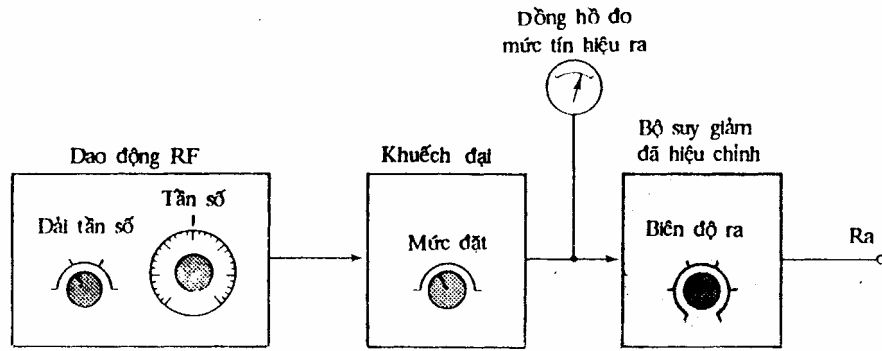 Đồng hồ đo
mức tín hiệu ra
Dao động RF
Khuếch đại
Bộ suy giảm
đã hiệu chỉnh
Tần số
Dải tần số
Mức đặt
Biên độ ra
Ra